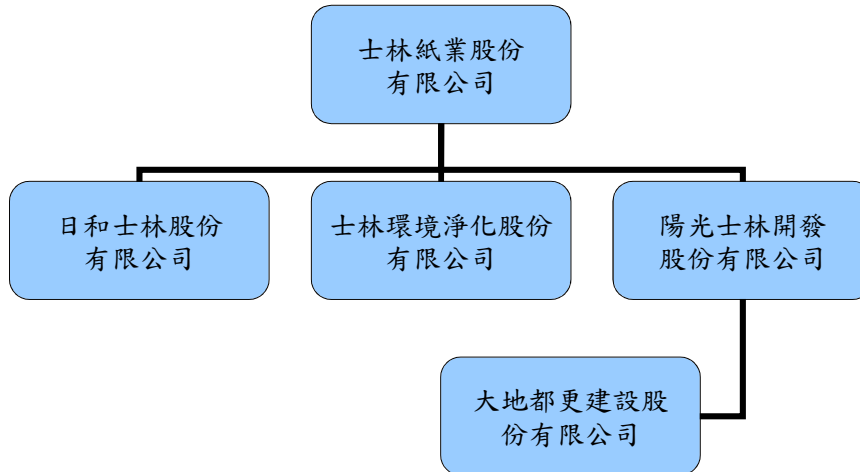 士林紙業股份
有限公司
日和士林股份
有限公司
士林環境淨化股份
有限公司
陽光士林開發
股份有限公司
大地都更建設股
份有限公司